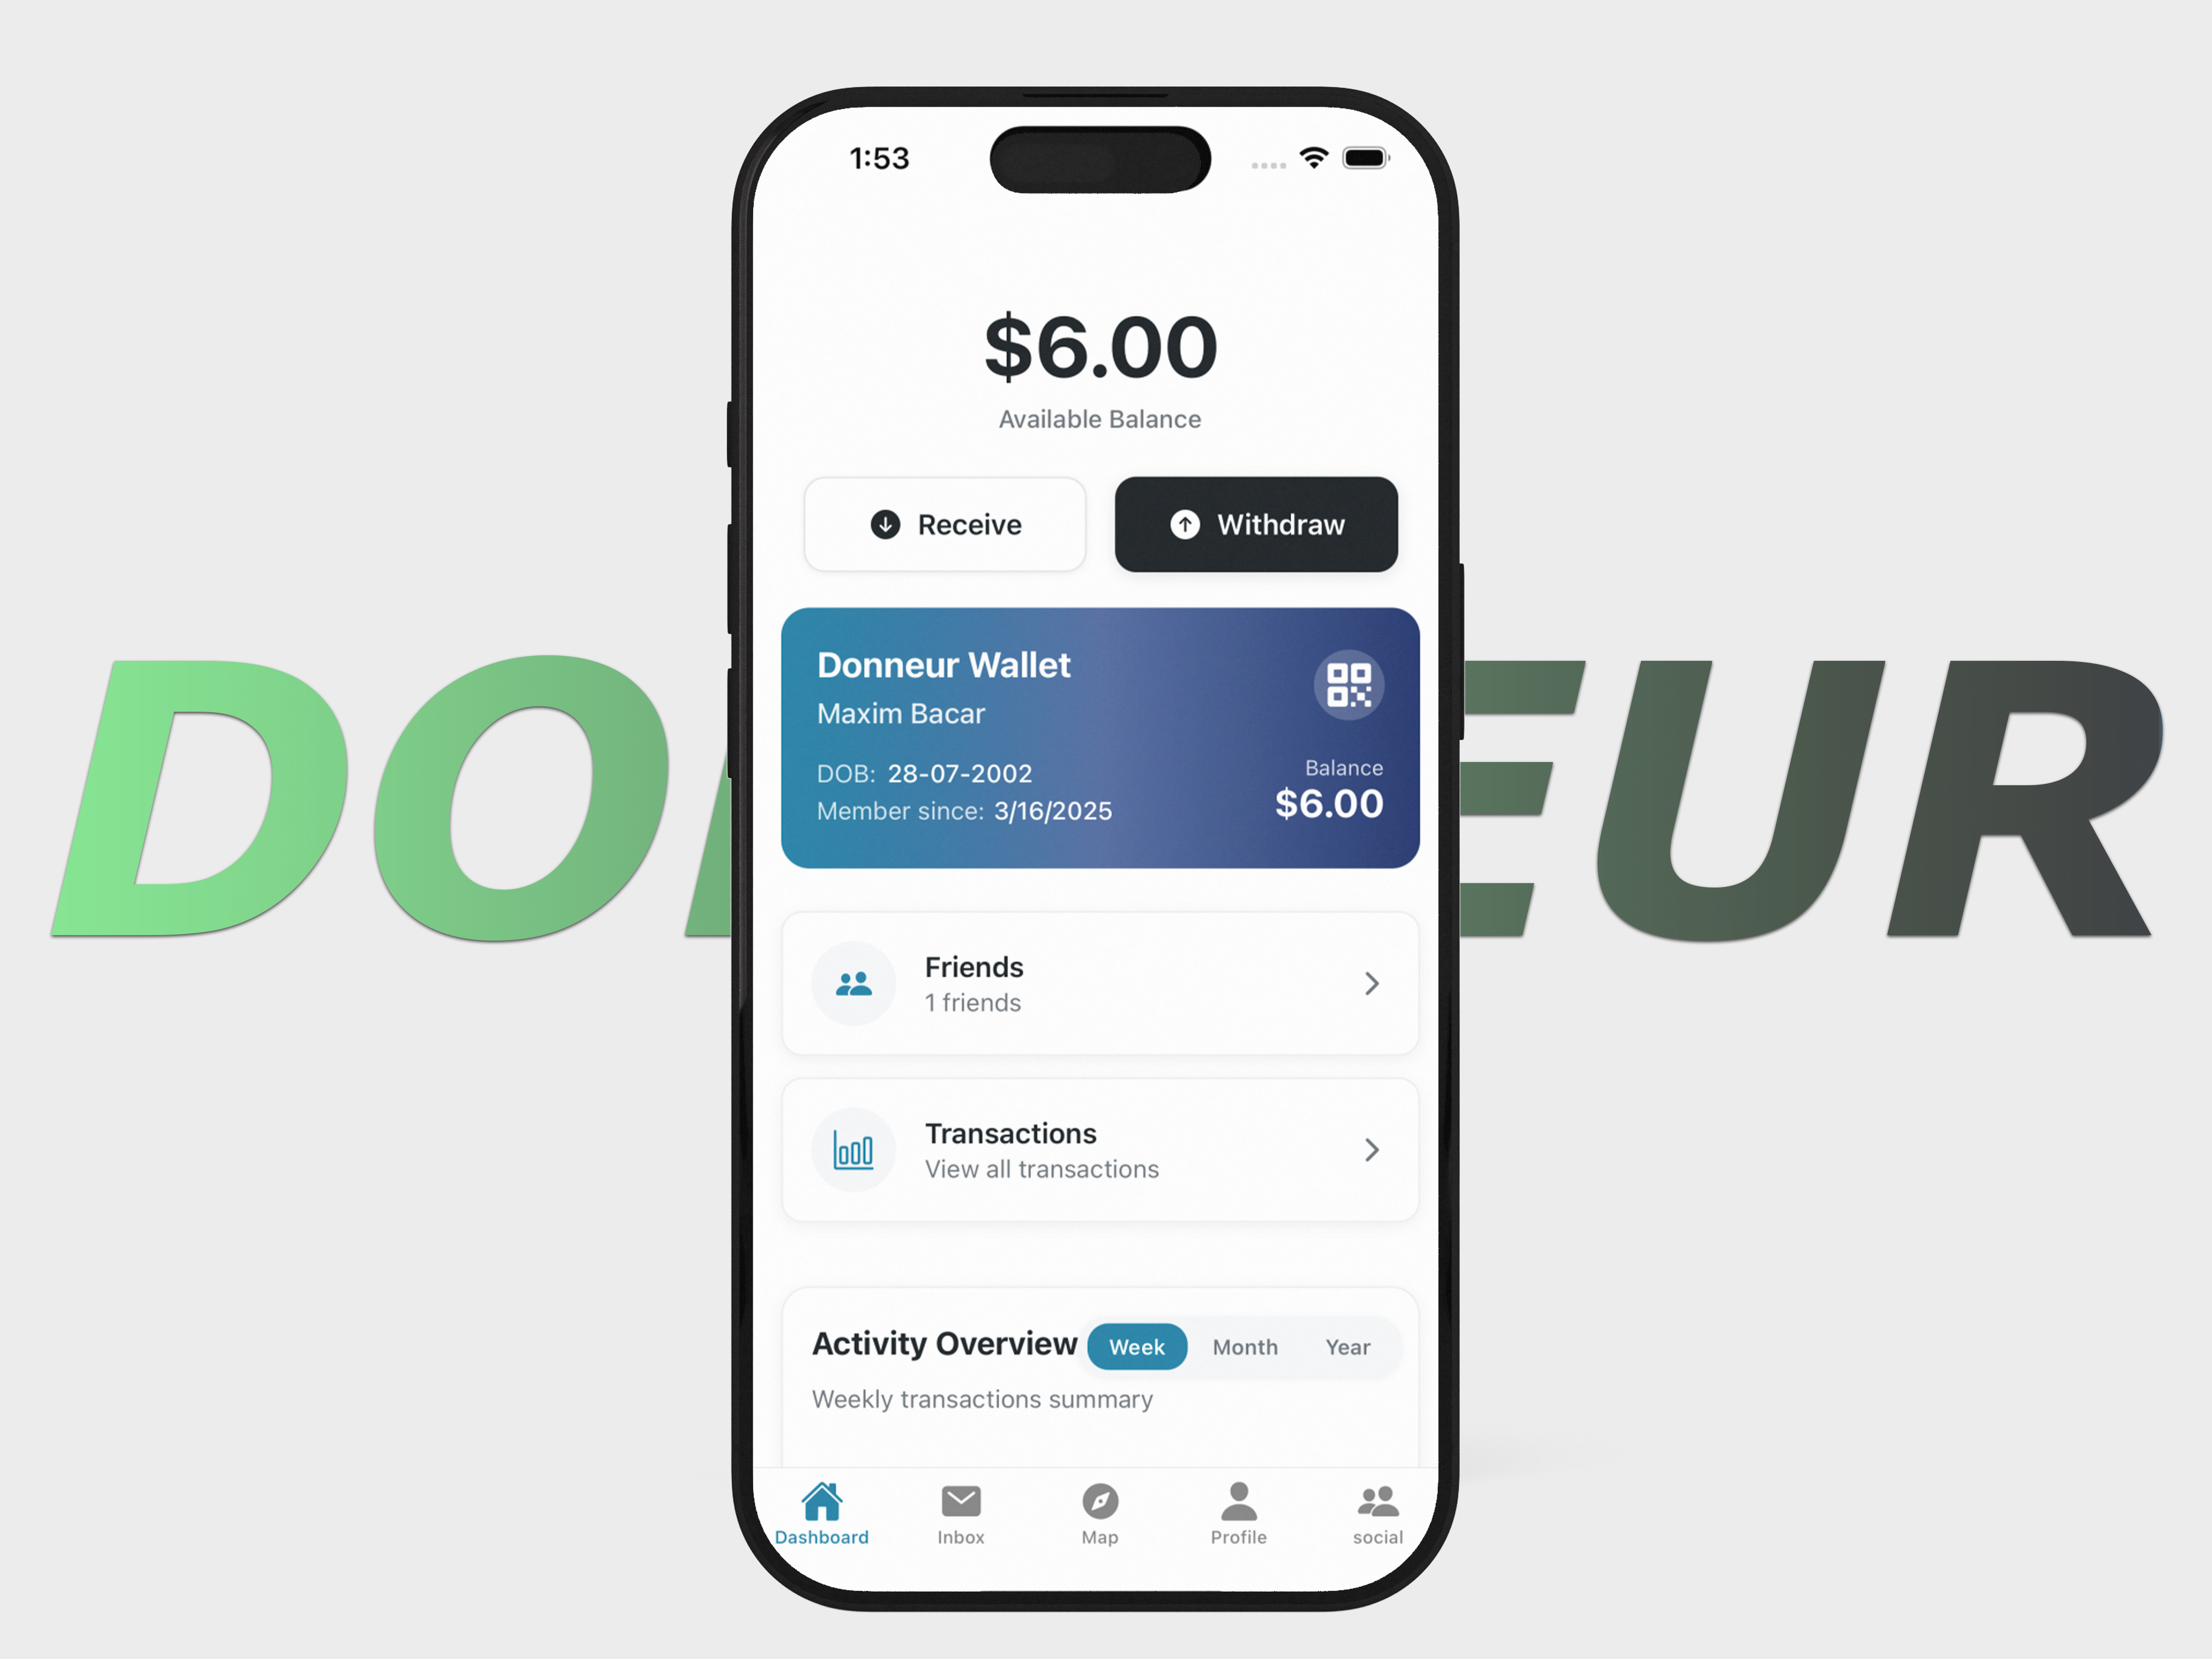 1:53
$6.00
Available Balance
Receive
Withdraw
Donneur Wallet
Maxim Bacar
DOB: 28-07-2002
Member since: 3/16/2025
Balance
$6.00
DO EUR
Friends
1 friends
Transactions
View all transactions
Activity Overview
Week Month Year
Weekly transactions summary
Dashboard Inbox Map Profile social